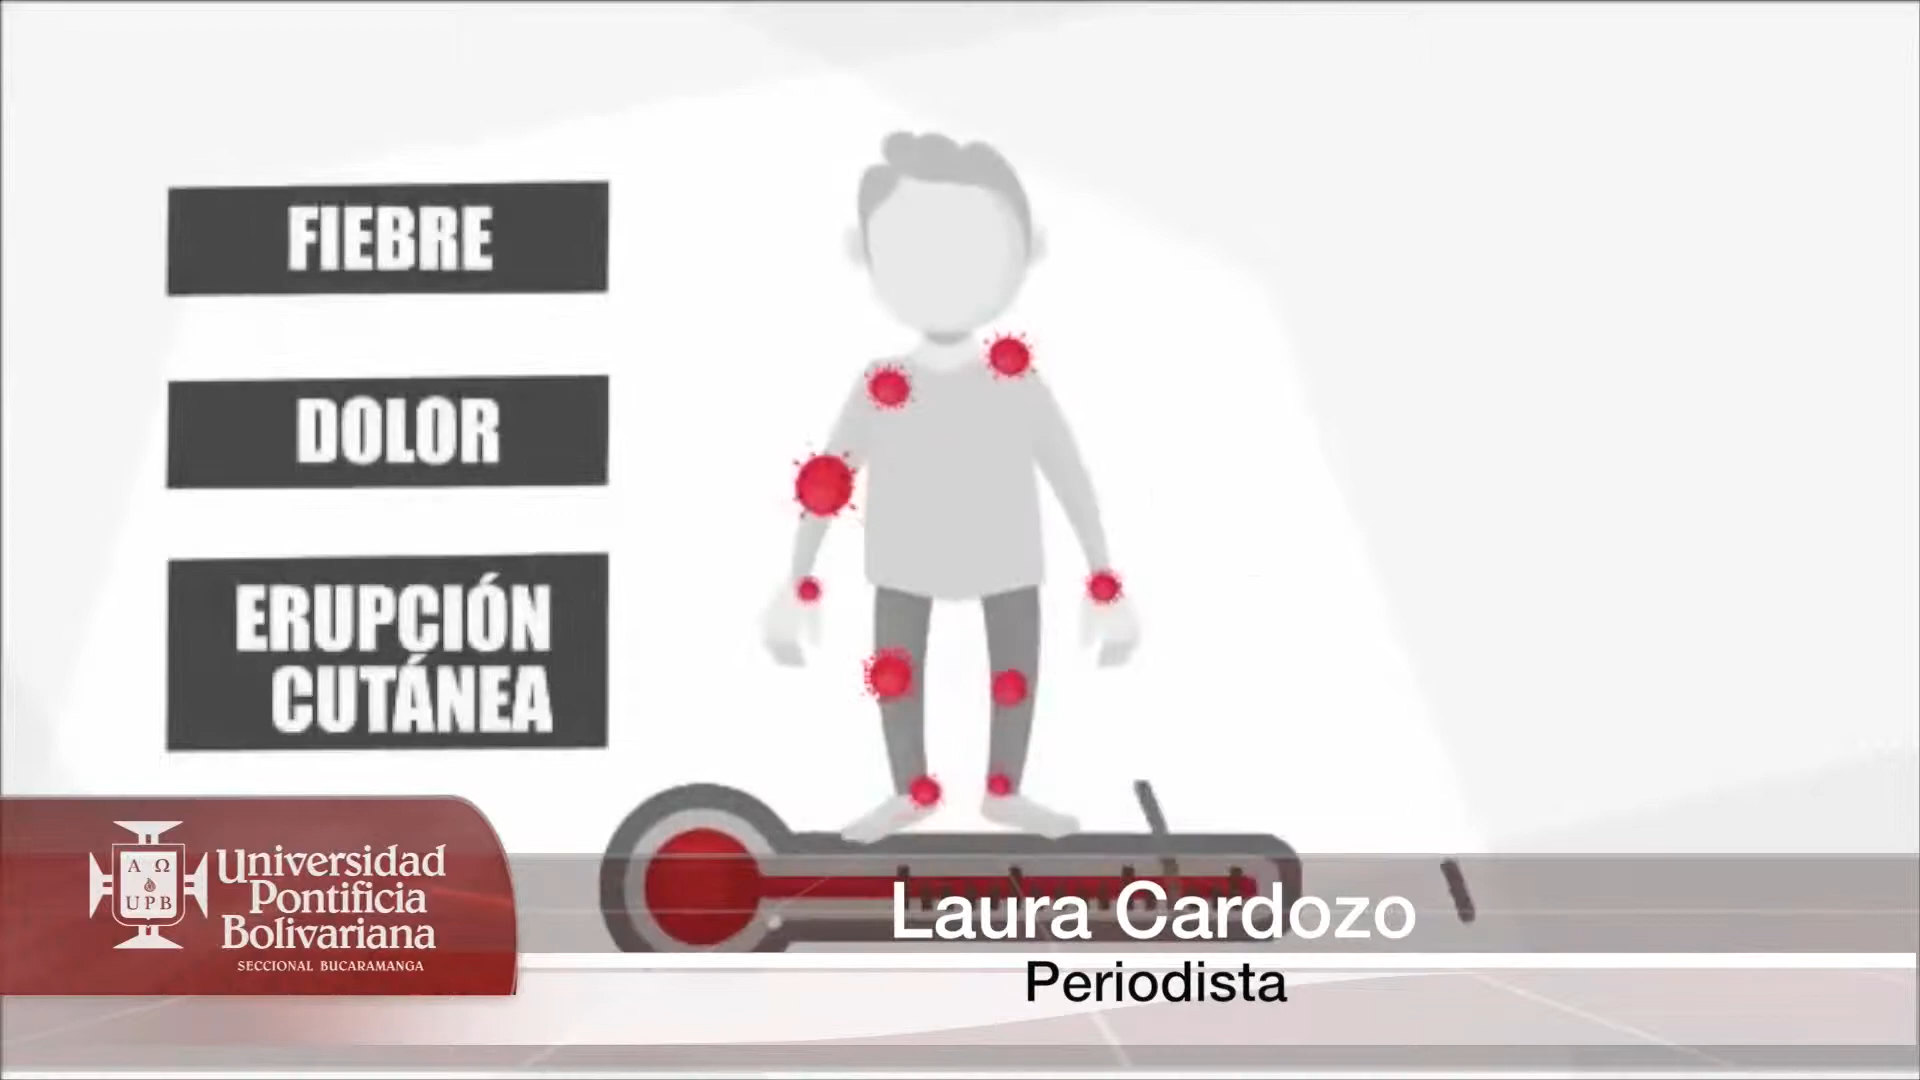 FIEBRE
DOLOR
ERUPCIÓN
CUTÁNEA
Α Ω
UPB
Universidad
Pontificia
Bolivariana
SECCIONAL BUCARAMANGA
Laura Cardozo
Periodista